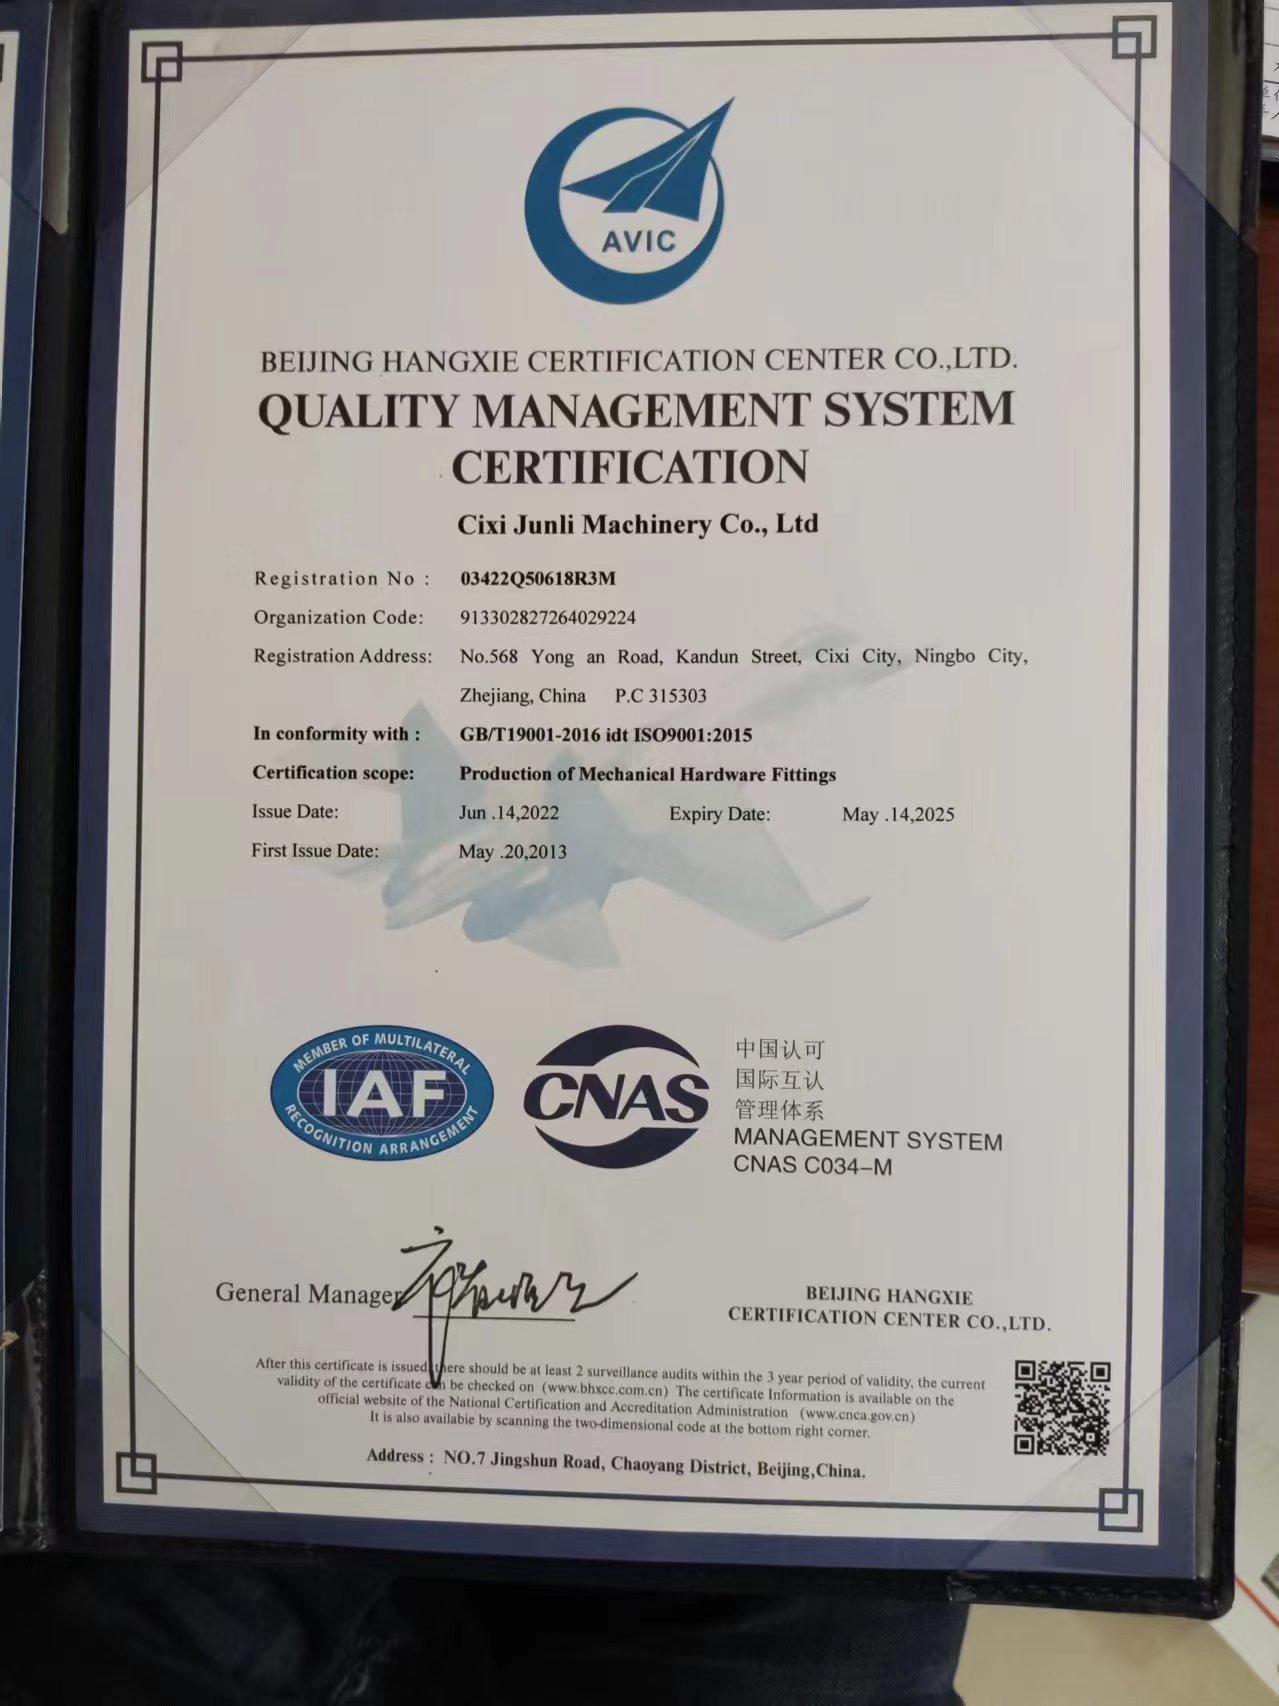 AVIC
BEIJING HANGXIE CERTIFICATION CENTER CO.,LTD.
QUALITY MANAGEMENT SYSTEM
CERTIFICATION
Cixi Junli Machinery Co., Ltd
Registration No : 03422Q50618R3M
Organization Code: 913302827264029224
Registration Address: No.568 Yong an Road, Kandun Street, Cixi City, Ningbo City,
Zhejiang, China P.C 315303
In conformity with : GB/T19001-2016 idt ISO9001:2015
Certification scope: Production of Mechanical Hardware Fittings
Issue Date: Jun .14,2022 Expiry Date: May .14,2025
First Issue Date: May .20,2013
MEMBER OF MULTILATERAL
IAF
RECOGNITION ARRANGEMENT
CNAS
中国认可
国际互认
管理体系
MANAGEMENT SYSTEM
CNAS C034-M
General Manager
BEIJING HANGXIE
CERTIFICATION CENTER CO.,LTD.
After this certificate is issued there should be at least 2 surveillance audits within the 3 year period of validity, the current
validity of the certificate can be checked on (www.bhxcc.com.cn) The certificate Information is available on the
official website of the National Certification and Accreditation Administration (www.cnca.gov.cn)
It is also available by scanning the two-dimensional code at the bottom right corner.
Address : NO.7 Jingshun Road, Chaoyang District, Beijing,China.